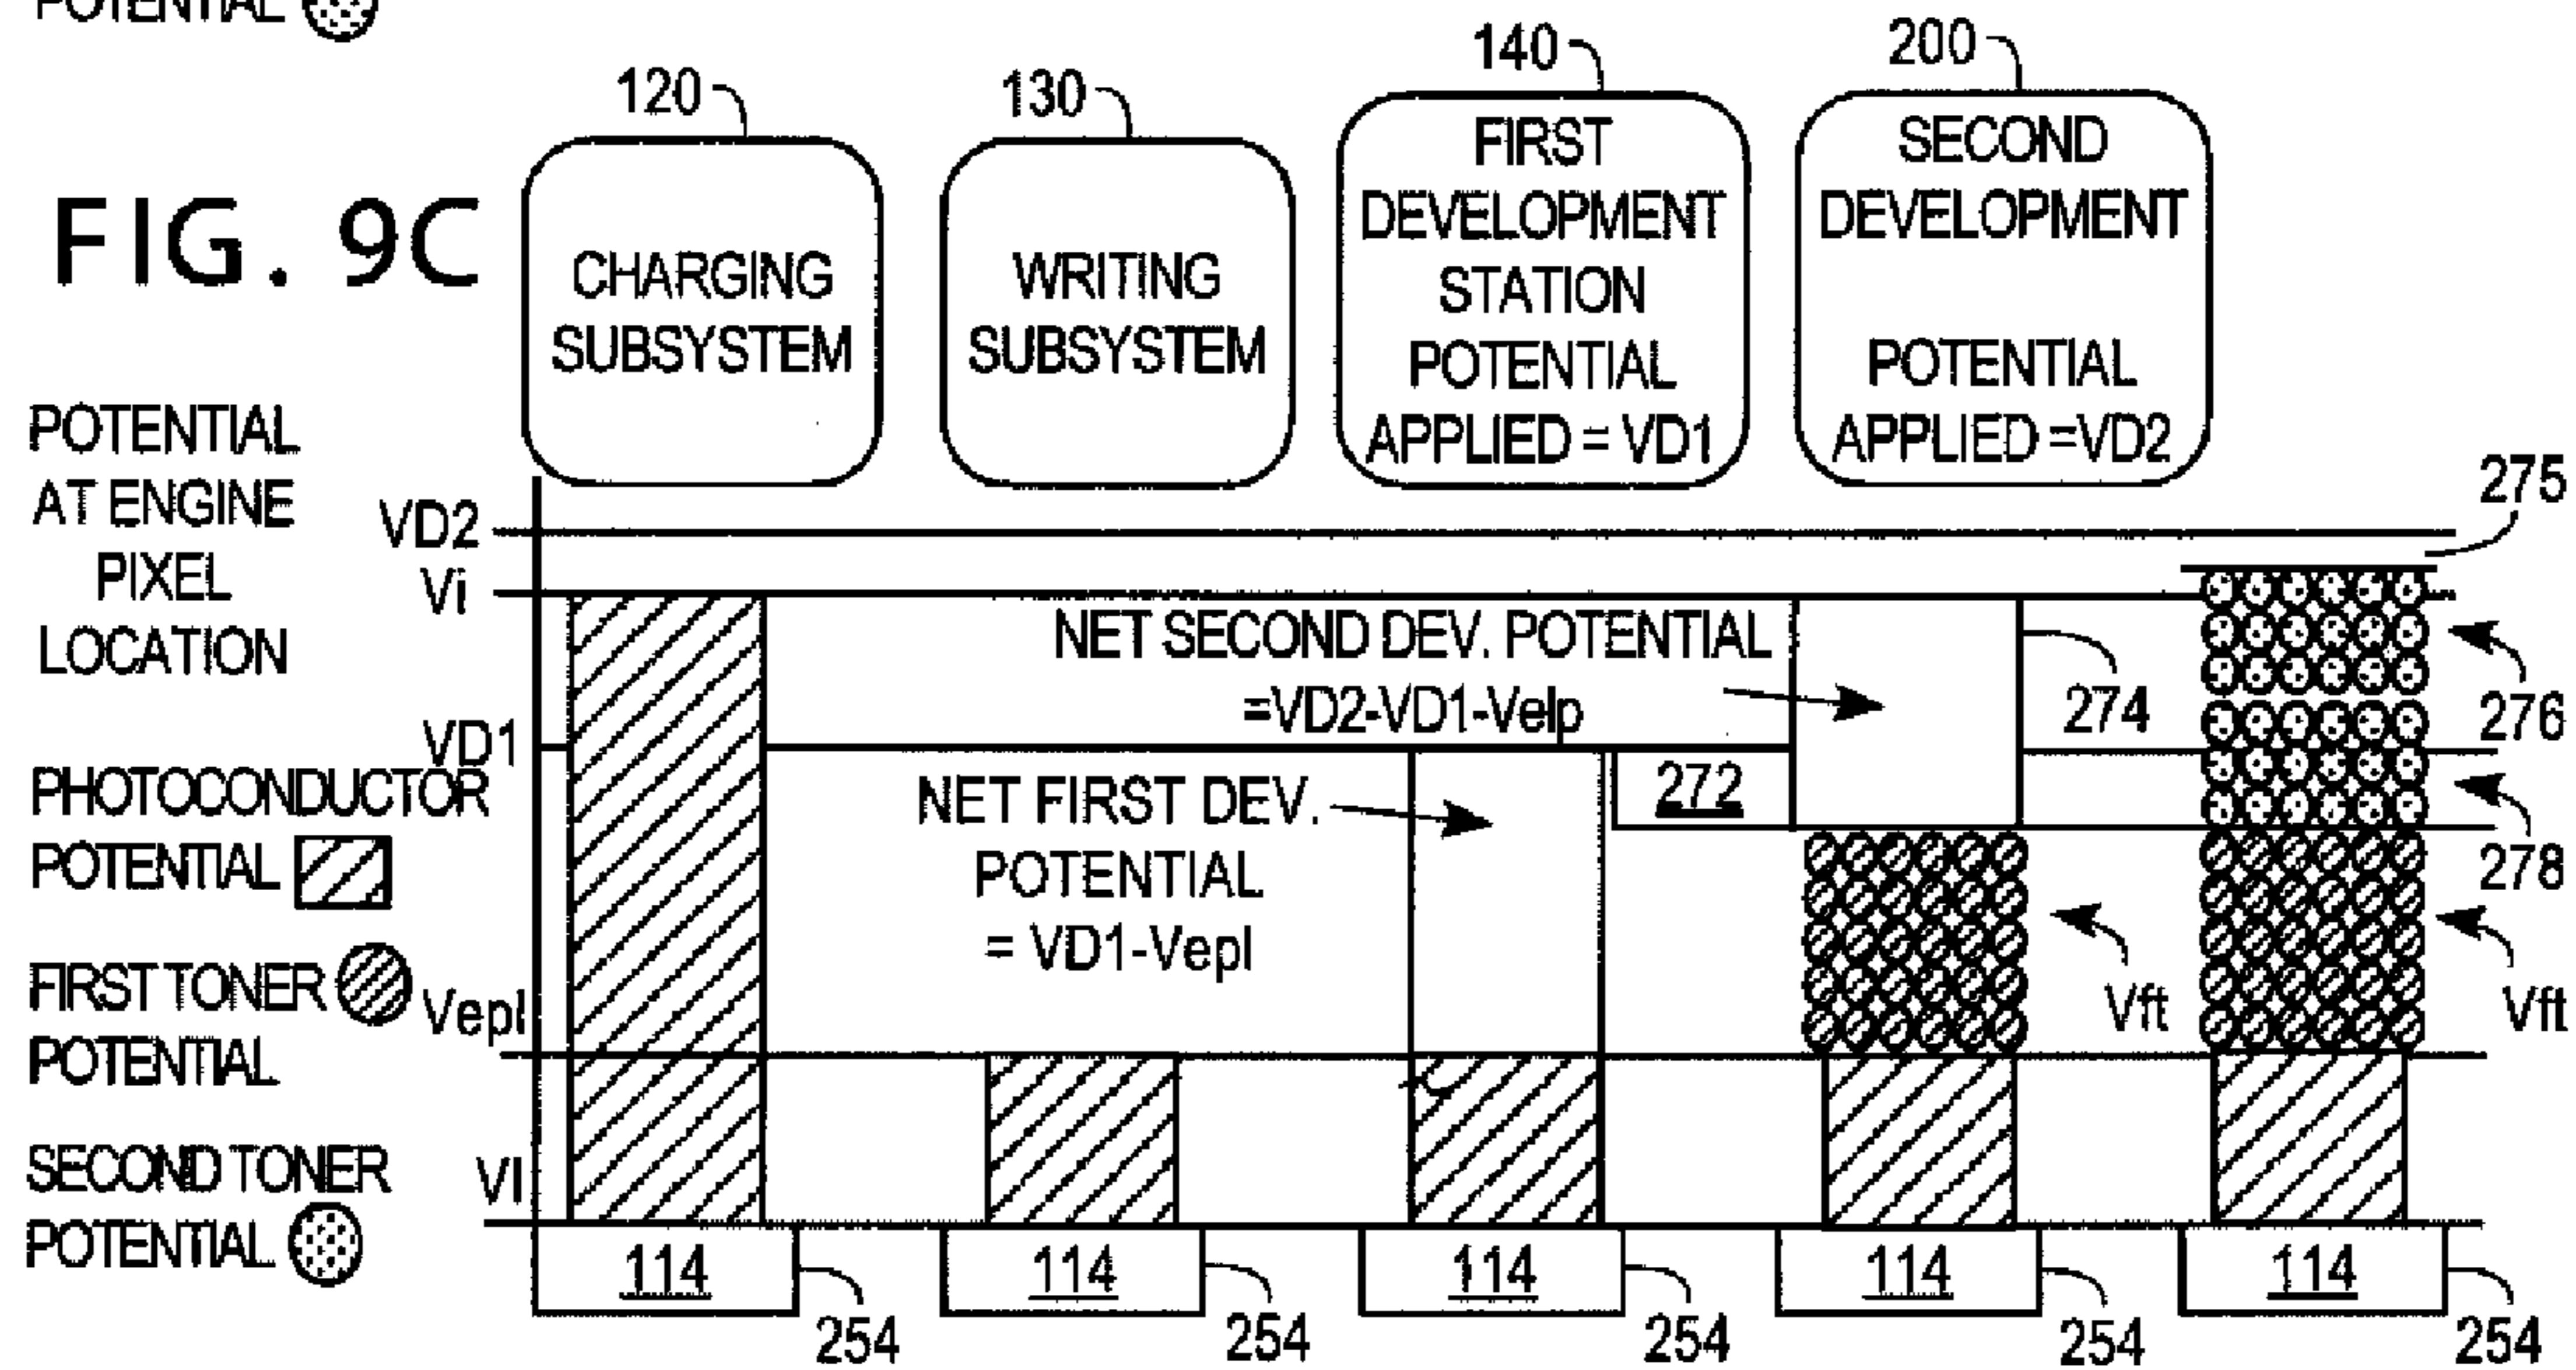 POTENTIAL
120
130
140
200
FIG. 9C
CHARGING
SUBSYSTEM
WRITING
SUBSYSTEM
FIRST
DEVELOPMENT
STATION
POTENTIAL
APPLIED = VD1
SECOND
DEVELOPMENT
POTENTIAL
APPLIED =VD2
POTENTIAL
AT ENGINE
PIXEL
LOCATION
VD2
Vi
VD1
Vepl
Vl
275
NET SECOND DEV. POTENTIAL
=VD2-VD1-Velp
274
276
NET FIRST DEV.
POTENTIAL
= VD1-Vepl
272
278
Vft
Vft
PHOTOCONDUCTOR
POTENTIAL
FIRST TONER
POTENTIAL
SECOND TONER
POTENTIAL
114
114
114
114
114
254
254
254
254
254